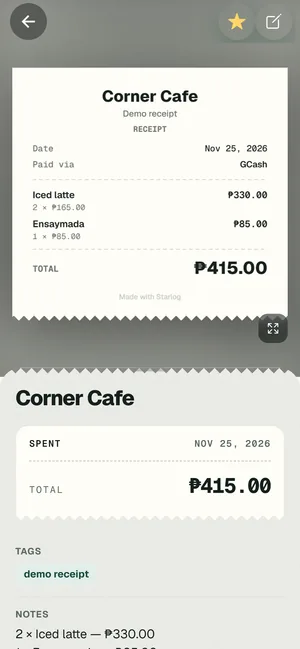 Corner Cafe
Demo receipt
RECEIPT
Date Nov 25, 2026
Paid via GCash
Iced latte ₱330.00
2 × ₱165.00
Ensaymada ₱85.00
1 × ₱85.00
TOTAL ₱415.00
Made with Starlog
Corner Cafe
SPENT NOV 25, 2026
TOTAL ₱415.00
TAGS
demo receipt
NOTES
2 × Iced latte — ₱330.00